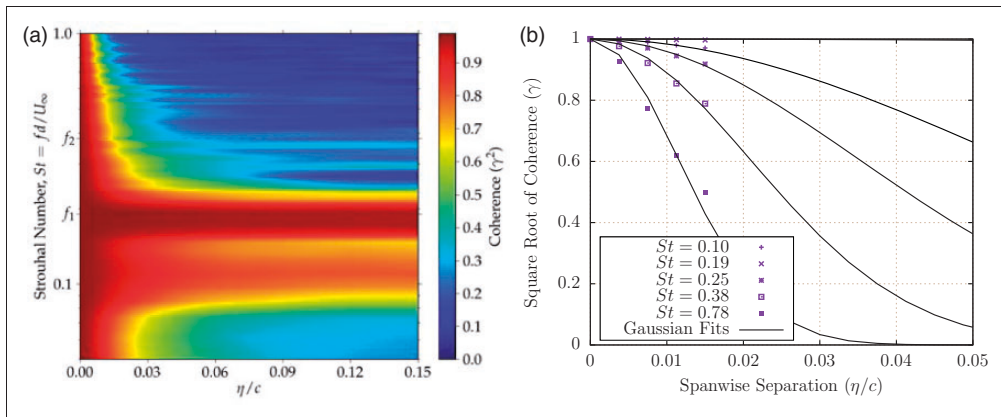 (a)
1.0
f2
f1
0.1
Strouhal Number, St = fd/U∞
0.00
0.03
0.06
0.09
0.12
0.15
η/c
0.9
0.8
0.7
0.6
0.5
0.4
0.3
0.2
0.1
0.0
Coherence (γ²)
(b)
1
0.8
0.6
0.4
0.2
0
Square Root of Coherence (γ)
St = 0.10
St = 0.19
St = 0.25
St = 0.38
St = 0.78
Gaussian Fits
0
0.01
0.02
0.03
0.04
0.05
Spanwise Separation (η/c)